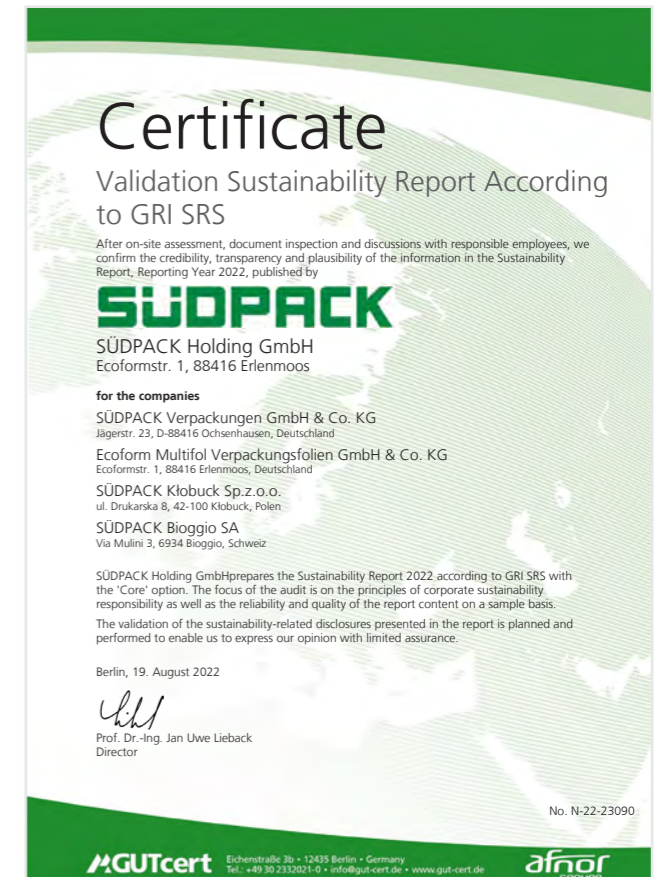 Certificate
Validation Sustainability Report According
to GRI SRS
After on-site assessment, document inspection and discussions with responsible employees, we
confirm the credibility, transparency and plausibility of the information in the Sustainability
Report, Reporting Year 2022, published by
SÜDPACK
SÜDPACK Holding GmbH
Ecoformstr. 1, 88416 Erlenmoos
for the companies
SÜDPACK Verpackungen GmbH & Co. KG
Jägerstr. 23, D-88416 Ochsenhausen, Deutschland
Ecoform Multifol Verpackungsfolien GmbH & Co. KG
Ecoformstr. 1, 88416 Erlenmoos, Deutschland
SÜDPACK Kłobuck Sp.z.o.o.
ul. Drukarska 8, 42-100 Kłobuck, Polen
SÜDPACK Bioggio SA
Via Mulini 3, 6934 Bioggio, Schweiz
SÜDPACK Holding GmbHprepares the Sustainability Report 2022 according to GRI SRS with
the 'Core' option. The focus of the audit is on the principles of corporate sustainability
responsibility as well as the reliability and quality of the report content on a sample basis.
The validation of the sustainability-related disclosures presented in the report is planned and
performed to enable us to express our opinion with limited assurance.
Berlin, 19. August 2022
Prof. Dr.-Ing. Jan Uwe Lieback
Director
No. N-22-23090
GUTcert
Eichenstraße 3b • 12435 Berlin • Germany
Tel.: +49 30 2332021-0 • info@gut-cert.de • www.gut-cert.de
afnor